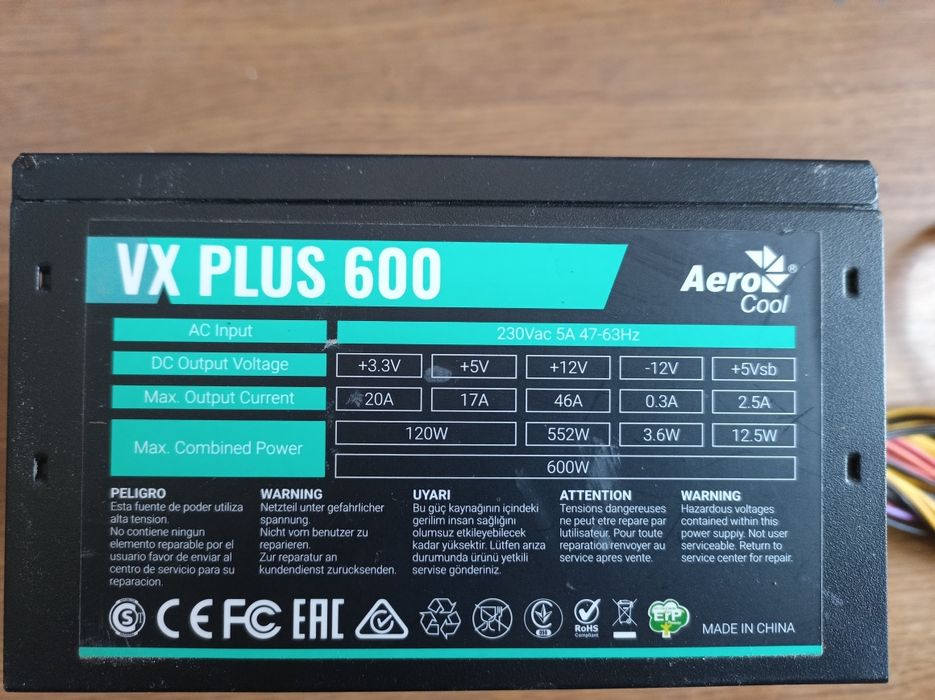 VX PLUS 600
Aero
Cool
AC Input 230Vac 5A 47-63Hz
DC Output Voltage +3.3V +5V +12V -12V +5Vsb
Max. Output Current 20A 17A 46A 0.3A 2.5A
Max. Combined Power 120W 552W 3.6W 12.5W
600W
PELIGRO
Esta fuente de poder utiliza
alta tension.
No contiene ningun
elemento reparable por el
usuario favor de enviar al
centro de servicio para su
reparacion.
WARNING
Netzteil unter gefahrlicher
spannung.
Nicht vom benutzer zu
reparieren.
Zur reparatur an
kundendienst zurucksenden.
UYARI
Bu güç kaynağının içindeki
gerilim insan sağlığını
olumsuz etkileyebilecek
kadar yüksektir. Lütfen arıza
durumunda ürünü yetkili
servise gönderiniz.
ATTENTION
Tensions dangereuses
ne peut etre repare par
lutilisateur. Pour toute
reparation renvoyer au
service apres vente.
WARNING
Hazardous voltages
contained within this
power supply. Not user
serviceable. Return to
service center for repair.
S CE FC EAC RoHS Compliant ErP MADE IN CHINA